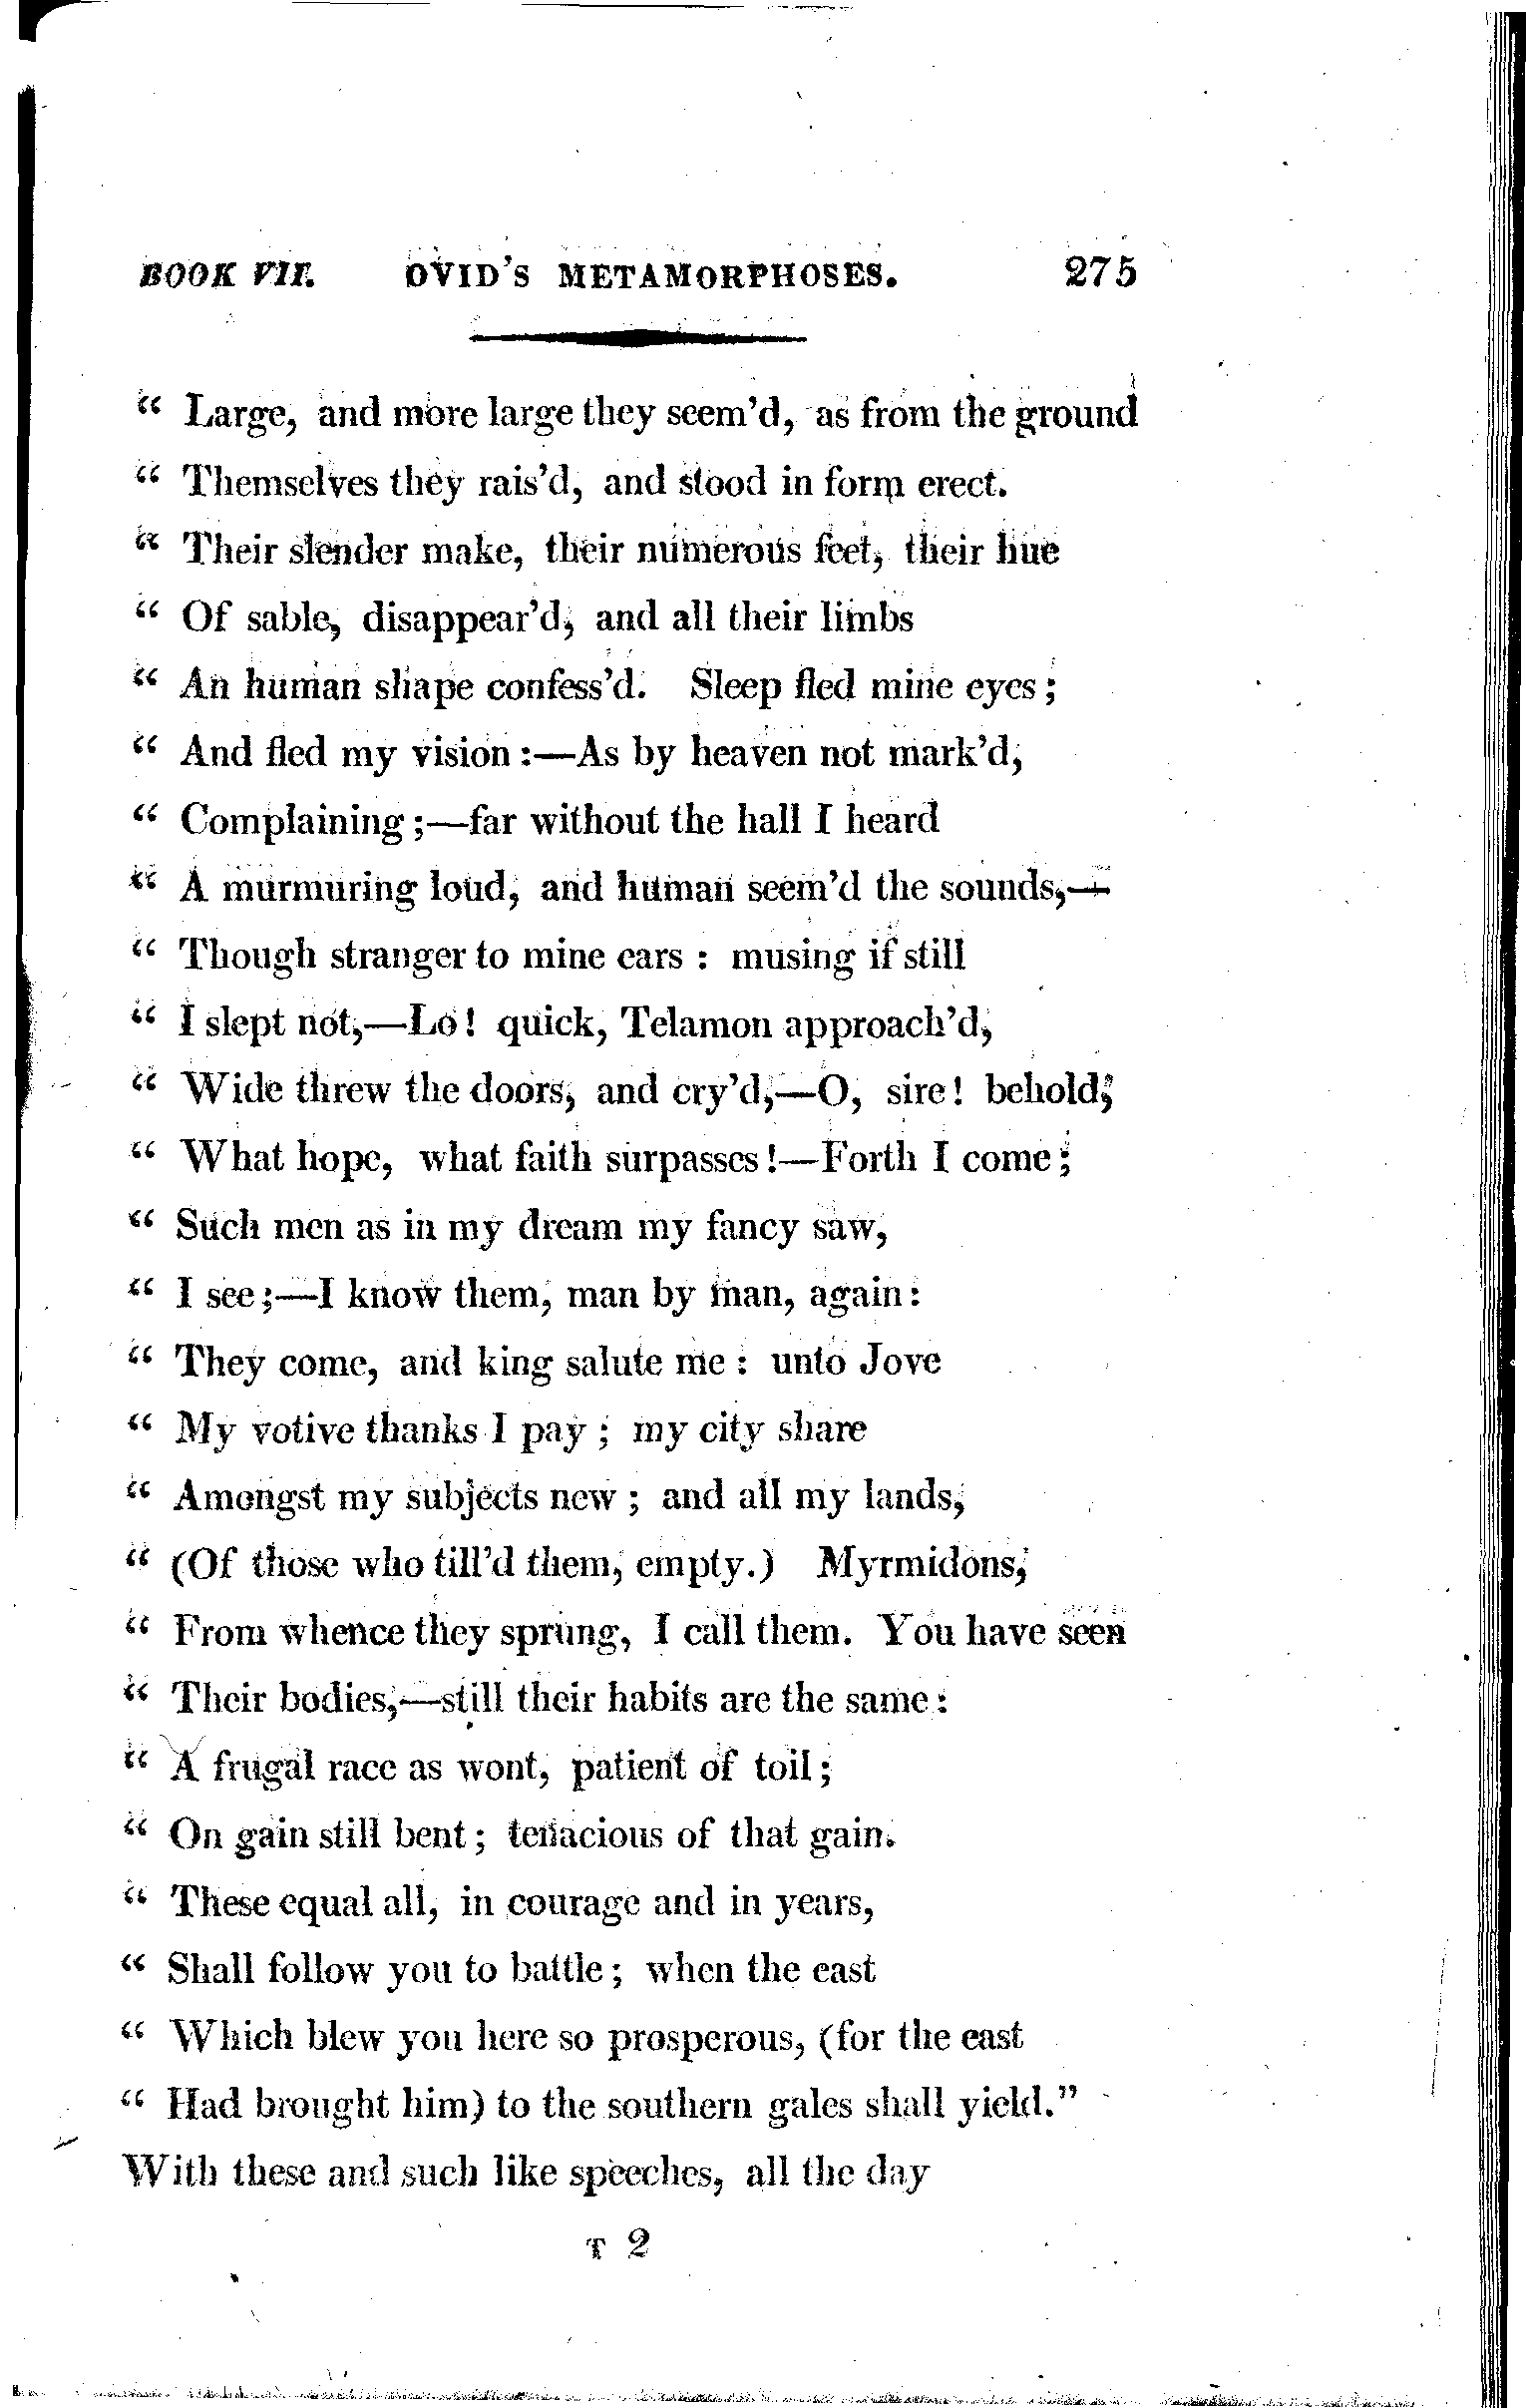 BOOK VII. OVID'S METAMORPHOSES. 275
“ Large, and more large they seem'd, as from the ground
“ Themselves they rais'd, and stood in form erect.
“ Their slender make, their numerous feet, their hue
“ Of sable, disappear'd, and all their limbs
“ An human shape confess'd. Sleep fled mine eyes;
“ And fled my vision:—As by heaven not mark'd,
“ Complaining;—far without the hall I heard
“ A murmuring loud, and human seem'd the sounds,—
“ Though stranger to mine ears: musing if still
“ I slept not,—Lo! quick, Telamon approach'd,
“ Wide threw the doors, and cry'd,—O, sire! behold,
“ What hope, what faith surpasses!—Forth I come;
“ Such men as in my dream my fancy saw,
“ I see;—I know them, man by man, again:
“ They come, and king salute me: unto Jove
“ My votive thanks I pay; my city share
“ Amongst my subjects new; and all my lands,
“ (Of those who till'd them, empty.) Myrmidons,
“ From whence they sprung, I call them. You have seen
“ Their bodies,—still their habits are the same:
“ A frugal race as wont, patient of toil;
“ On gain still bent; tenacious of that gain.
“ These equal all, in courage and in years,
“ Shall follow you to battle; when the east
“ Which blew you here so prosperous, (for the east
“ Had brought him) to the southern gales shall yield.”
With these and such like speeches, all the day
T 2